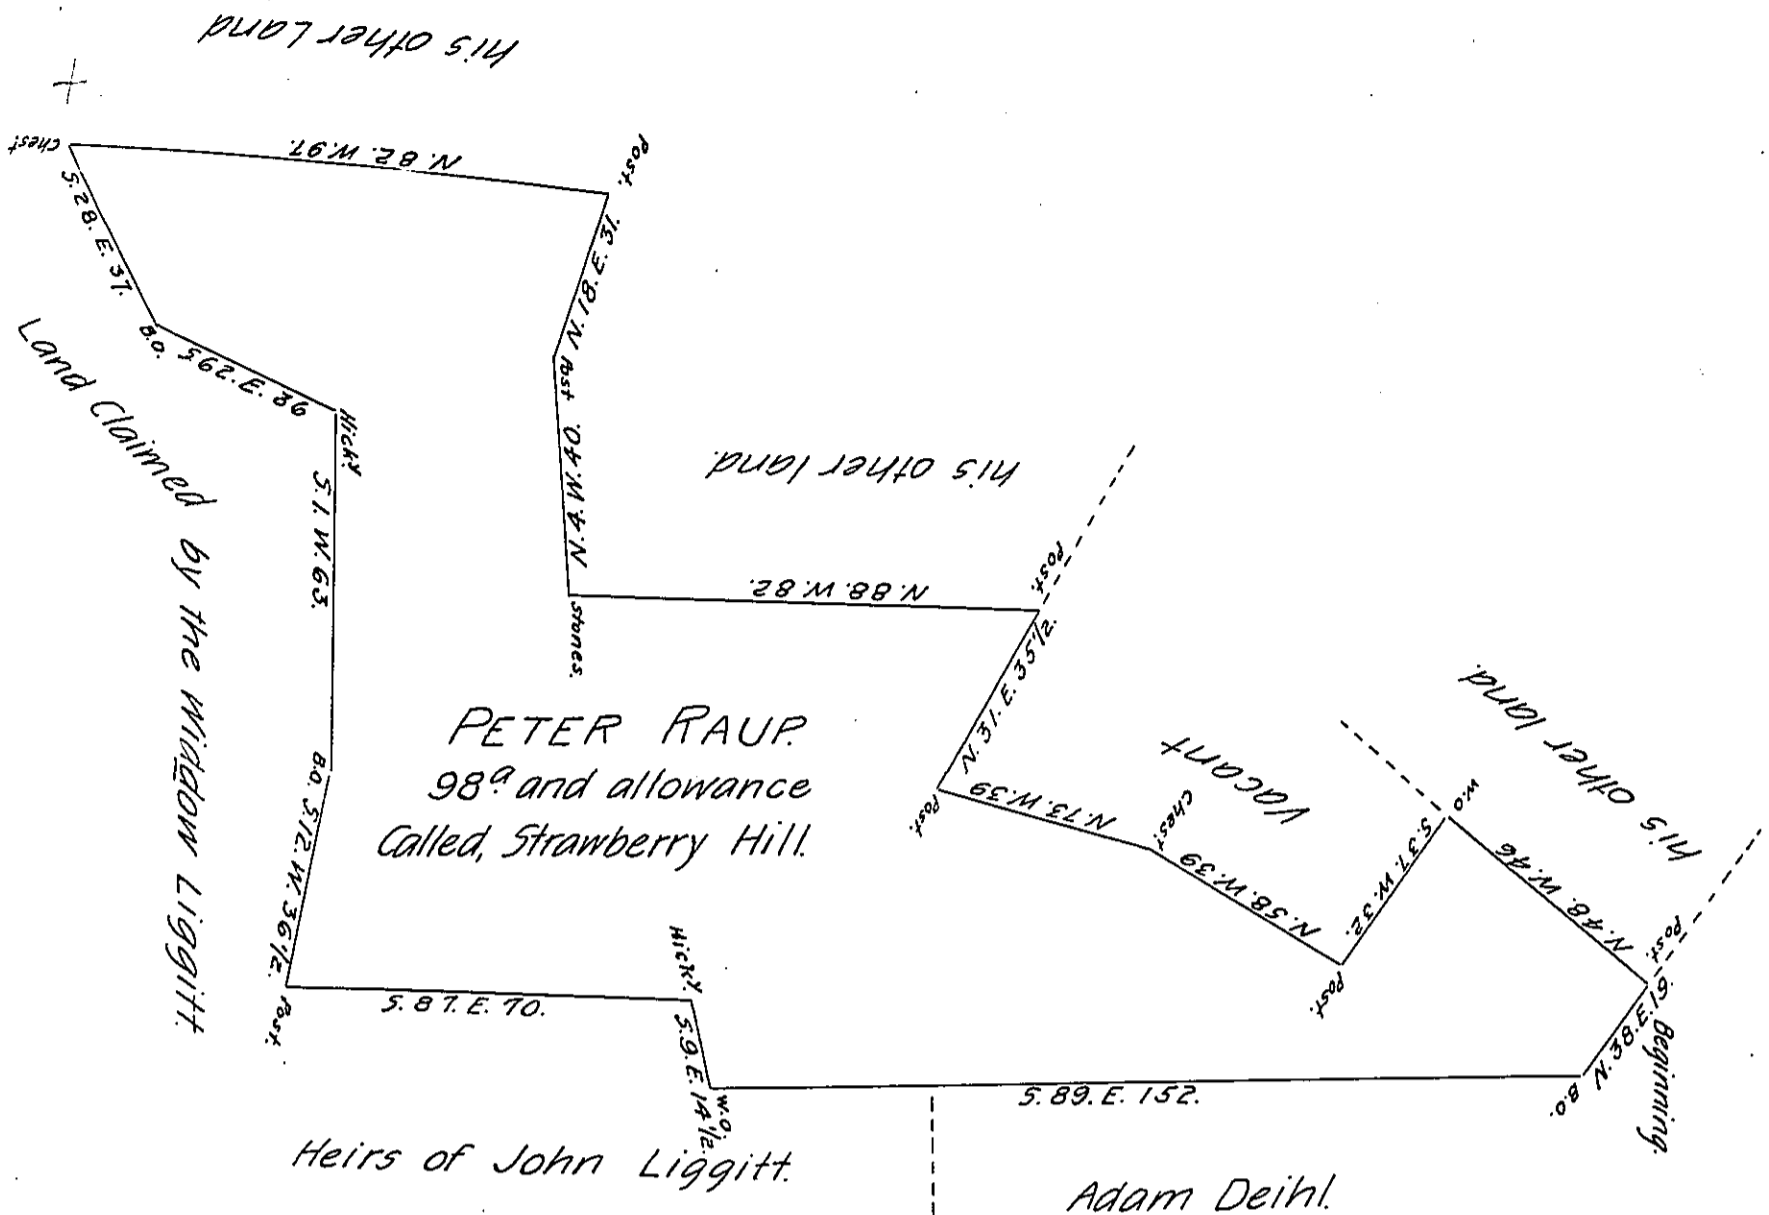 his other Land
Chest
N. 82. W. 97.
Post.
S. 28. E. 37.
N. 18. E. 31.
B.O.
S. 62. E. 36
Hicky.
Post
Land Claimed by the Widdow Liggitt.
S. 1. W. 63.
N. 4. W. 40.
his other land.
Stones.
N. 88. W. 82.
Post.
N. 31. E. 35 1/2.
PETER RAUP.
98a and allowance
Called, Strawberry Hill.
B.O.
S. 12. W. 36 1/2.
Post.
Post.
N. 73. W. 39
Chest
Vacant
N. 58. W. 39
Post.
S. 37. W. 32.
W.O.
his other land.
N. 48. W. 46
Post.
Beginning.
N. 38. E. 19.
B.O.
S. 87. E. 70.
Hicky.
S. 9. E. 14 1/2.
W.O.
S. 89. E. 152.
Heirs of John Liggitt.
Adam Deihl.